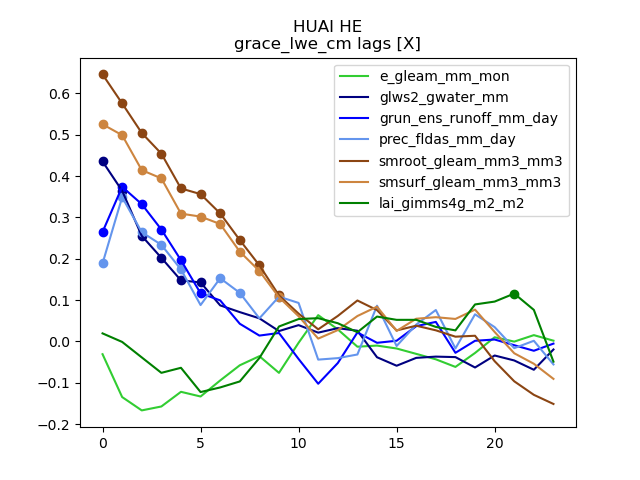 HUAI HE
grace_lwe_cm lags [X]
e_gleam_mm_mon
glws2_gwater_mm
grun_ens_runoff_mm_day
prec_fldas_mm_day
smroot_gleam_mm3_mm3
smsurf_gleam_mm3_mm3
lai_gimms4g_m2_m2
0.6
0.5
0.4
0.3
0.2
0.1
0.0
−0.1
−0.2
0 5 10 15 20